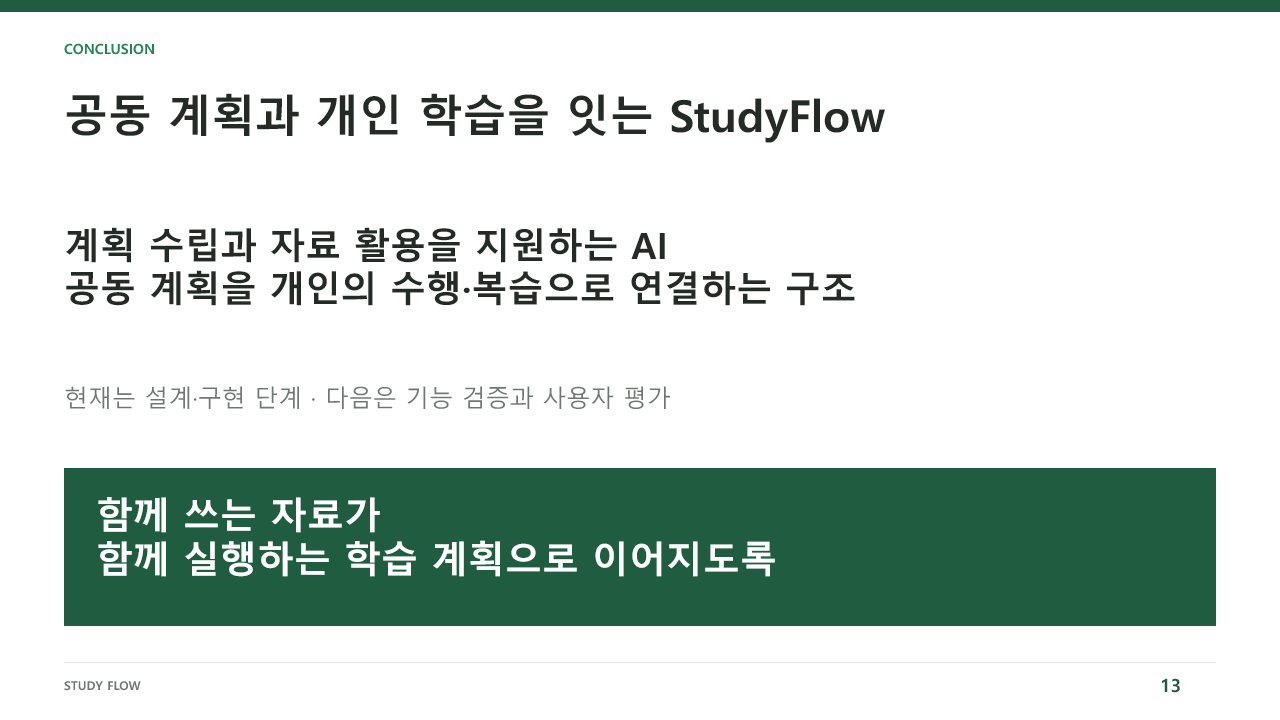 CONCLUSION
공동 계획과 개인 학습을 잇는 StudyFlow
계획 수립과 자료 활용을 지원하는 AI
공동 계획을 개인의 수행·복습으로 연결하는 구조
현재는 설계·구현 단계 · 다음은 기능 검증과 사용자 평가
함께 쓰는 자료가
함께 실행하는 학습 계획으로 이어지도록
STUDY FLOW
13